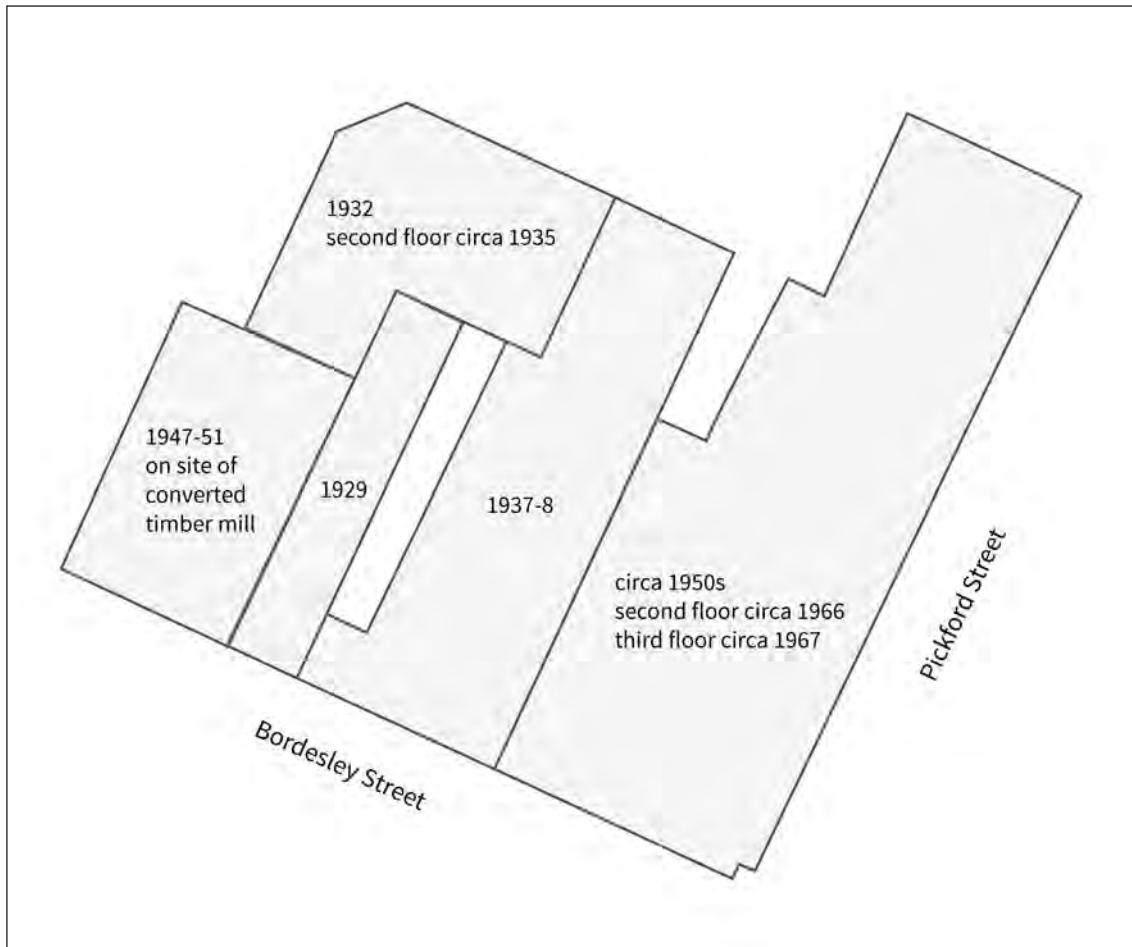 1932
second floor circa 1935
1947-51
on site of
converted
timber mill
1929
1937-8
circa 1950s
second floor circa 1966
third floor circa 1967
Pickford Street
Bordesley Street